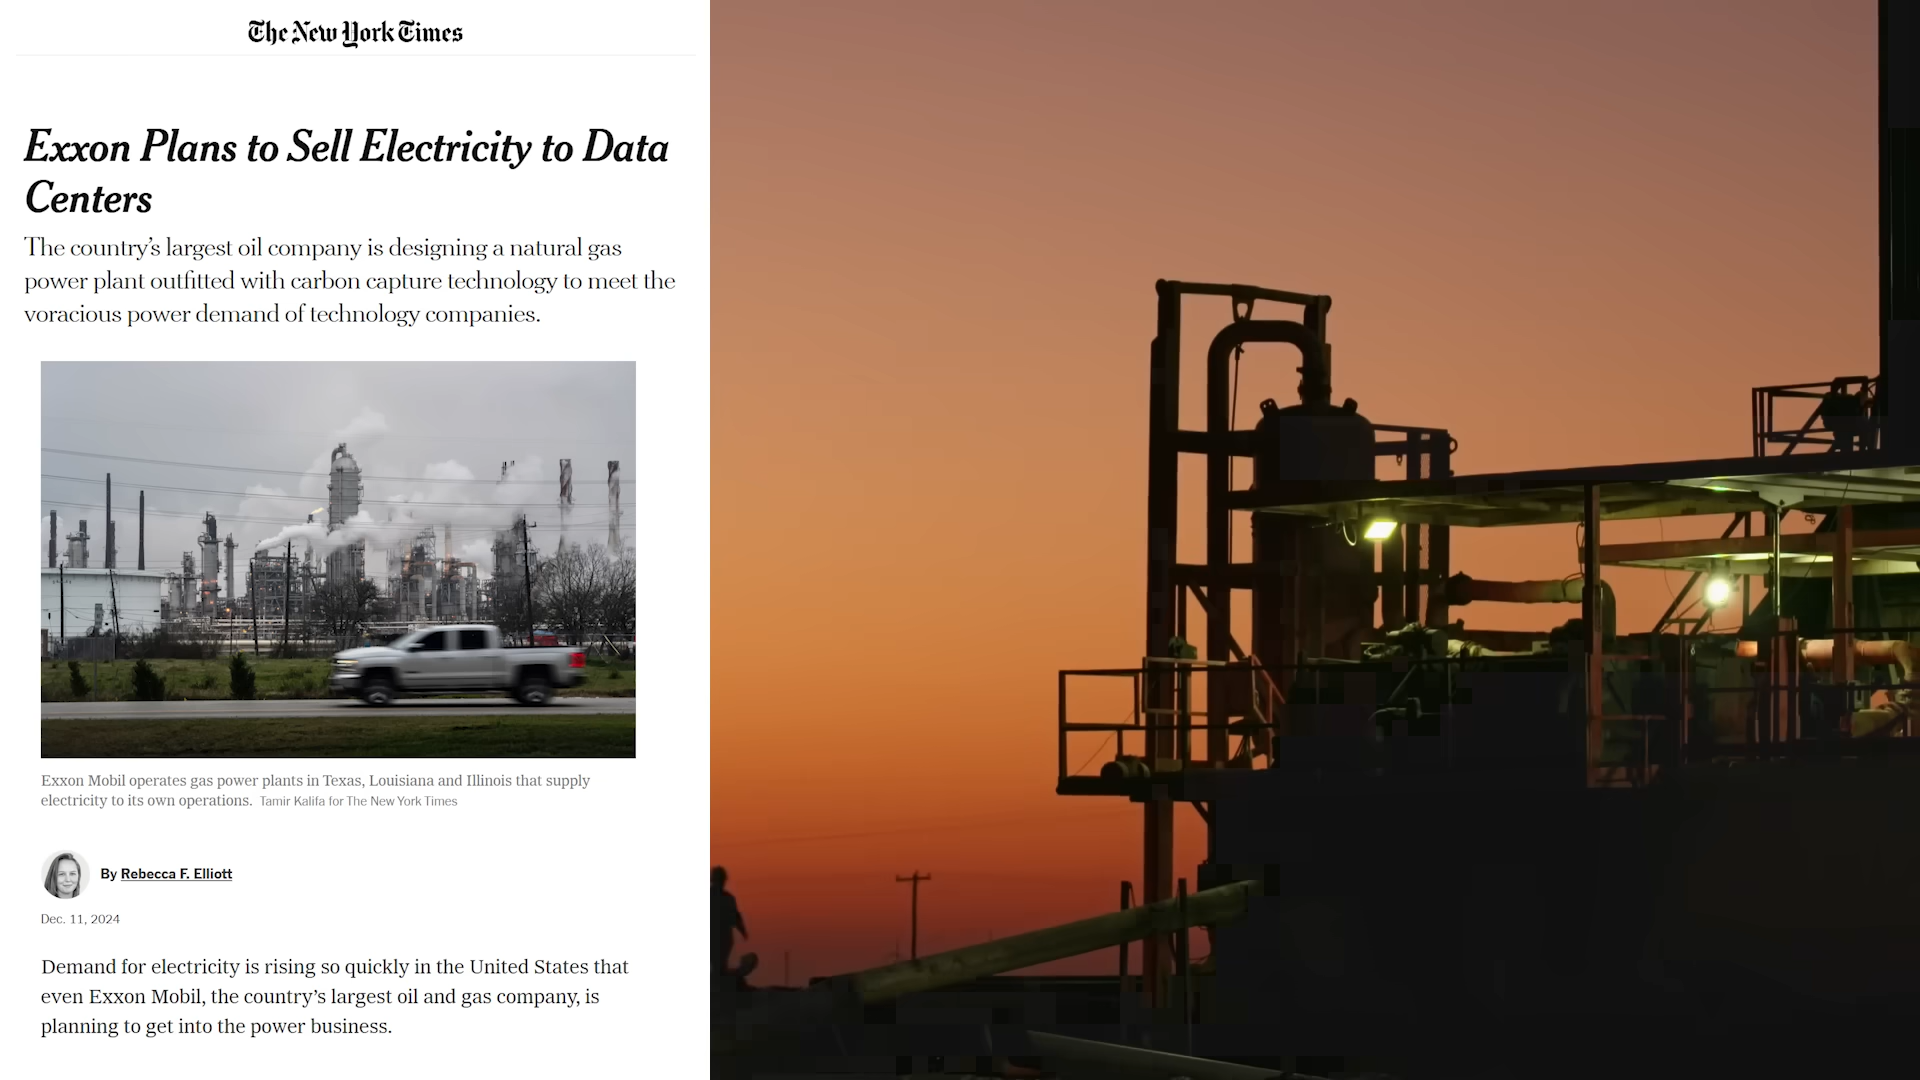 The New York Times
Exxon Plans to Sell Electricity to Data
Centers
The country’s largest oil company is designing a natural gas
power plant outfitted with carbon capture technology to meet the
voracious power demand of technology companies.
Exxon Mobil operates gas power plants in Texas, Louisiana and Illinois that supply
electricity to its own operations. Tamir Kalifa for The New York Times
By Rebecca F. Elliott
Dec. 11, 2024
Demand for electricity is rising so quickly in the United States that
even Exxon Mobil, the country’s largest oil and gas company, is
planning to get into the power business.